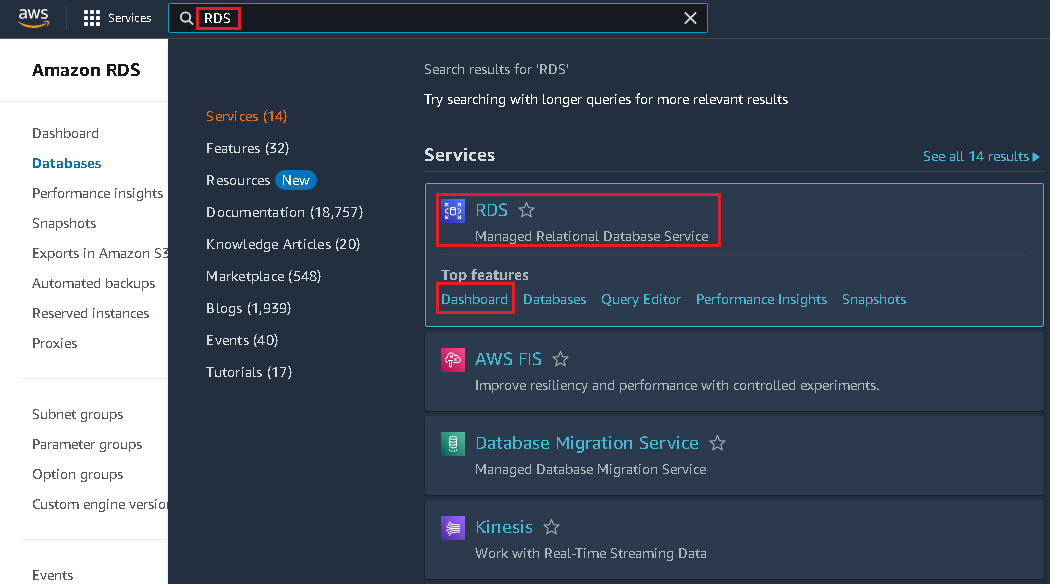 aws
Services
RDS
Amazon RDS
Dashboard
Databases
Performance insights
Snapshots
Exports in Amazon S3
Automated backups
Reserved instances
Proxies
Subnet groups
Parameter groups
Option groups
Custom engine version
Events
Services (14)
Features (32)
Resources New
Documentation (18,757)
Knowledge Articles (20)
Marketplace (548)
Blogs (1,939)
Events (40)
Tutorials (17)
Search results for 'RDS'
Try searching with longer queries for more relevant results
Services See all 14 results
RDS
Managed Relational Database Service
Top features
Dashboard Databases Query Editor Performance Insights Snapshots
AWS FIS
Improve resiliency and performance with controlled experiments.
Database Migration Service
Managed Database Migration Service
Kinesis
Work with Real-Time Streaming Data